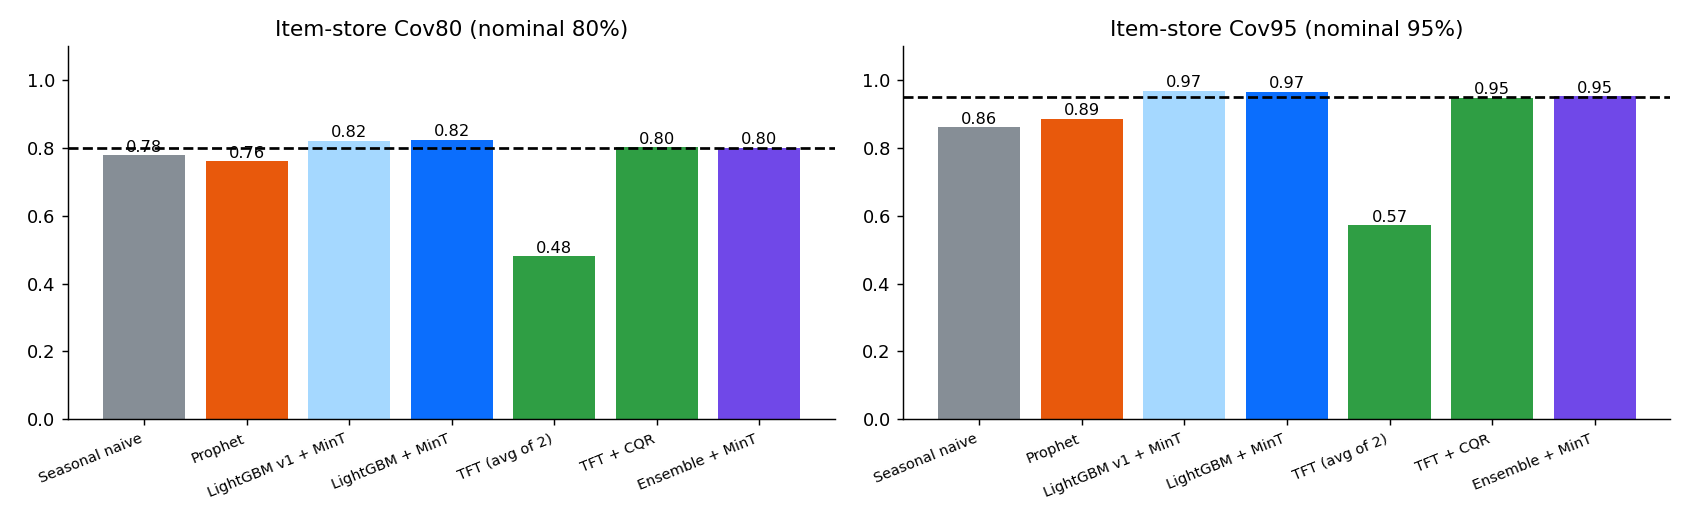 Item-store Cov80 (nominal 80%)
1.0
0.8
0.6
0.4
0.2
0.0
0.78
0.76
0.82
0.82
0.48
0.80
0.80
Seasonal naive
Prophet
LightGBM v1 + MinT
LightGBM + MinT
TFT (avg of 2)
TFT + CQR
Ensemble + MinT
Item-store Cov95 (nominal 95%)
1.0
0.8
0.6
0.4
0.2
0.0
0.86
0.89
0.97
0.97
0.57
0.95
0.95
Seasonal naive
Prophet
LightGBM v1 + MinT
LightGBM + MinT
TFT (avg of 2)
TFT + CQR
Ensemble + MinT